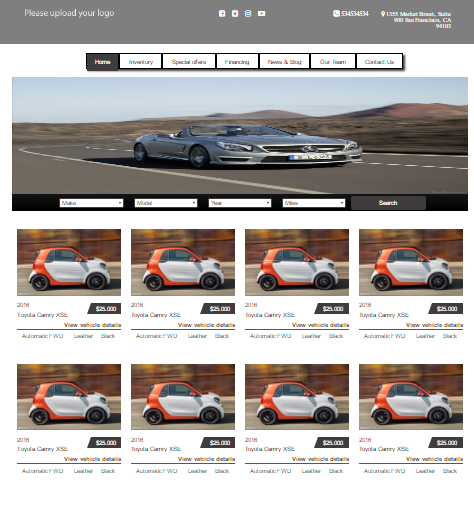 Please upload your logo
534534534
1355 Market Street, Suite
900 San Francisco, CA
94103
Home Inventory Special offers Financing News & Blog Our Team Contact Us
Make Model Year Miles Search
2016 2016 2016 2016
$25.000 $25.000 $25.000 $25.000
Toyota Camry XSE Toyota Camry XSE Toyota Camry XSE Toyota Camry XSE
View vehicle details View vehicle details View vehicle details View vehicle details
Automatic FWD Leather Black Automatic FWD Leather Black Automatic FWD Leather Black Automatic FWD Leather Black
2016 2016 2016 2016
$25.000 $25.000 $25.000 $25.000
Toyota Camry XSE Toyota Camry XSE Toyota Camry XSE Toyota Camry XSE
View vehicle details View vehicle details View vehicle details View vehicle details
Automatic FWD Leather Black Automatic FWD Leather Black Automatic FWD Leather Black Automatic FWD Leather Black